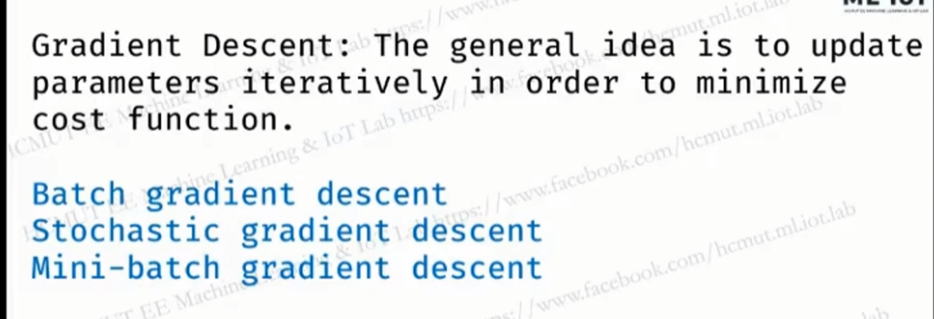 Gradient Descent: The general idea is to update
parameters iteratively in order to minimize
cost function.
Batch gradient descent
Stochastic gradient descent
Mini-batch gradient descent
HCMUT EE Machine Learning & IoT Lab https://www.facebook.com/hcmut.ml.iot.lab